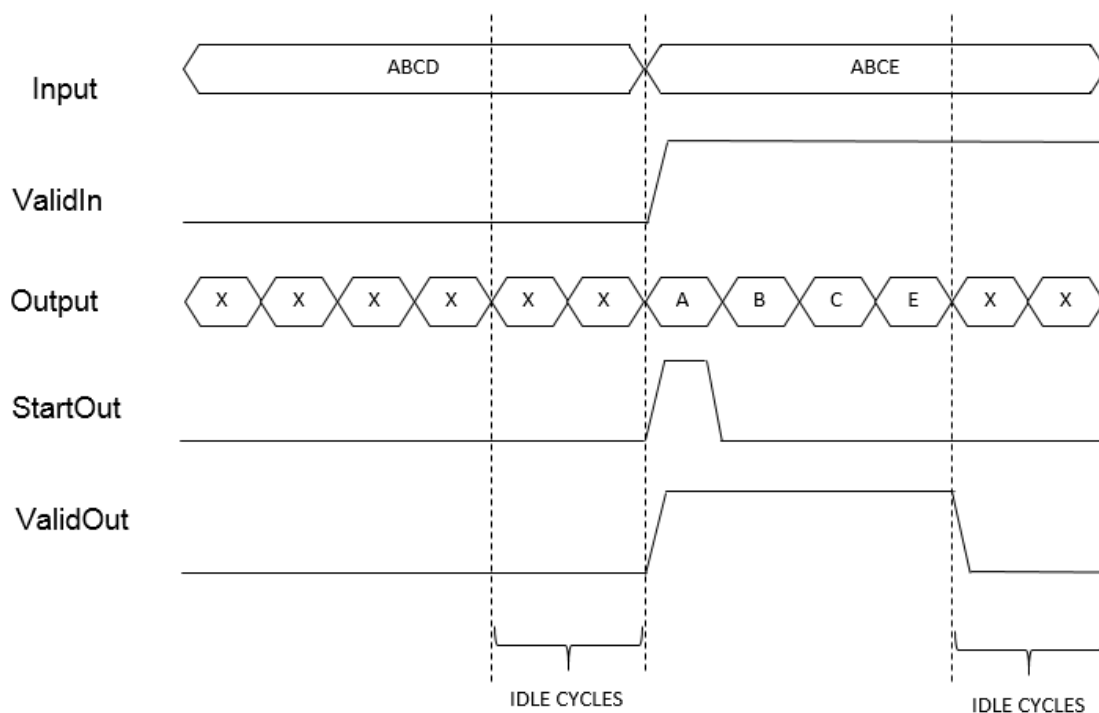 Input
ABCD
ABCE
ValidIn
Output
X X X X X X A B C E X X
StartOut
ValidOut
IDLE CYCLES
IDLE CYCLES